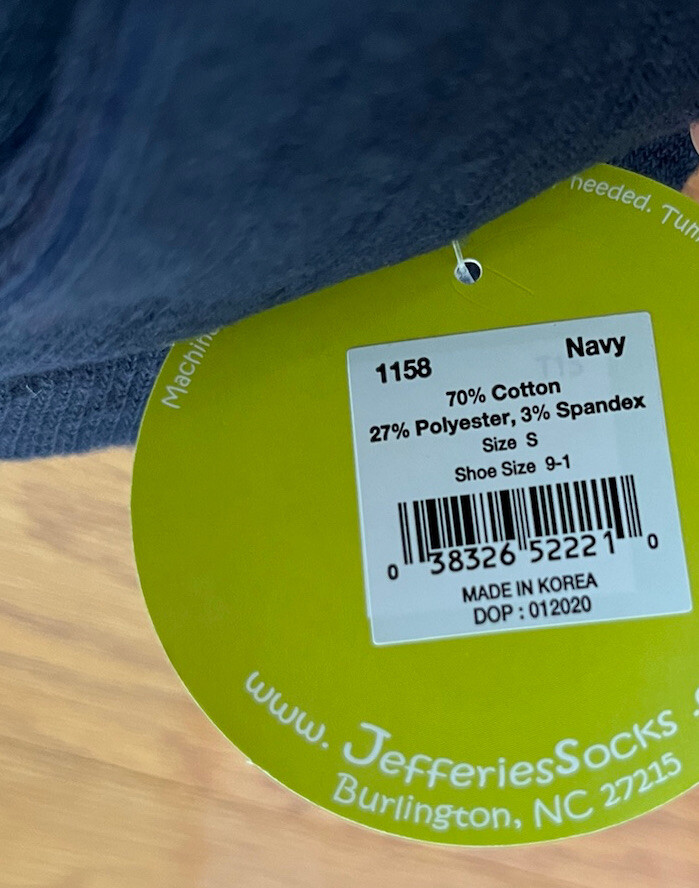 needed. Tum
Machin
1158 Navy
70% Cotton
27% Polyester, 3% Spandex
Size S
Shoe Size 9-1
0 38326 52221 0
MADE IN KOREA
DOP : 012020
www. JefferiesSocks
Burlington, NC 27215